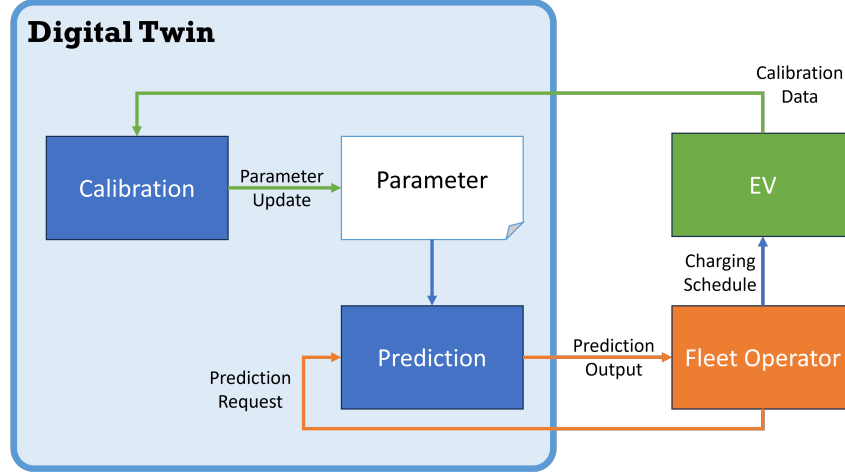 Digital Twin
Calibration
Data
Calibration
Parameter
Update
Parameter
EV
Charging
Schedule
Prediction
Prediction
Output
Fleet Operator
Prediction
Request